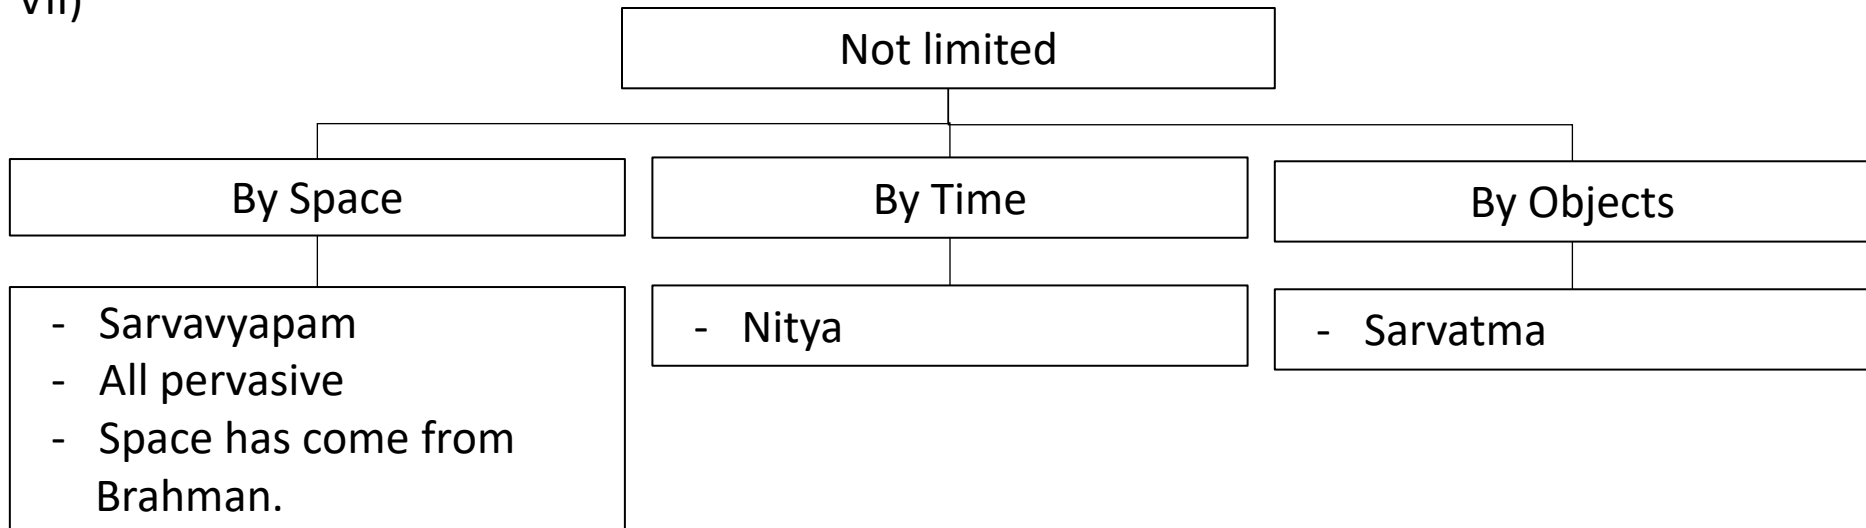 VII)
Not limited
By Space
By Time
By Objects
- Sarvavyapam
- All pervasive
- Space has come from
Brahman.
- Nitya
- Sarvatma